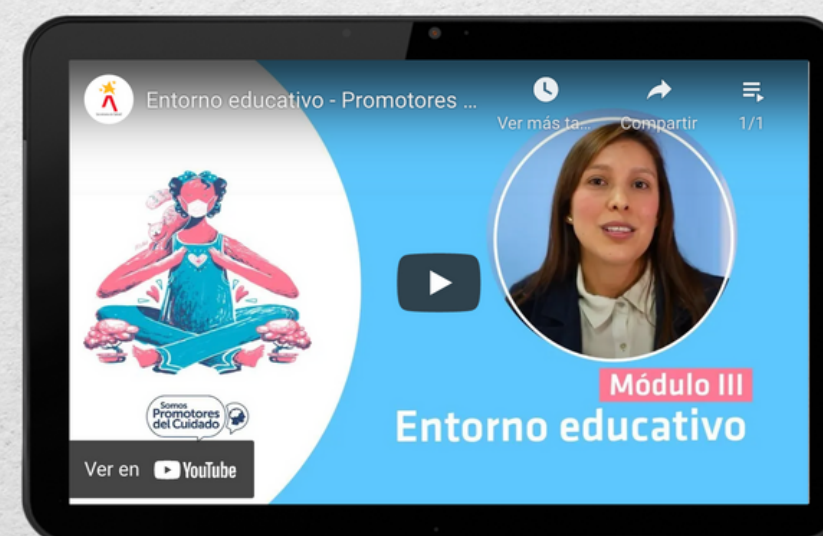 Entorno educativo - Promotores ...
Ver más ta...
Compartir
1/1
Somos
Promotores
del Cuidado
Módulo III
Entorno educativo
Ver en YouTube